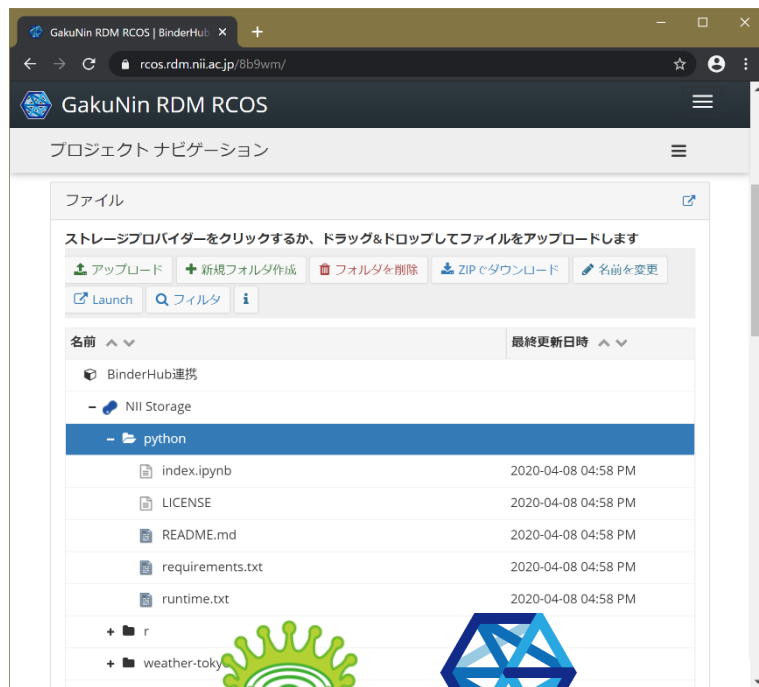 GakuNin RDM RCOS | BinderHub
rcos.rdm.nii.ac.jp/8b9wm/
GakuNin RDM RCOS
プロジェクト ナビゲーション
ファイル
ストレージプロバイダーをクリックするか、ドラッグ&ドロップしてファイルをアップロードします
アップロード 新規フォルダ作成 フォルダを削除 ZIPでダウンロード 名前を変更
Launch フィルタ i
名前 最終更新日時
BinderHub連携
NII Storage
python
index.ipynb 2020-04-08 04:58 PM
LICENSE 2020-04-08 04:58 PM
README.md 2020-04-08 04:58 PM
requirements.txt 2020-04-08 04:58 PM
runtime.txt 2020-04-08 04:58 PM
r